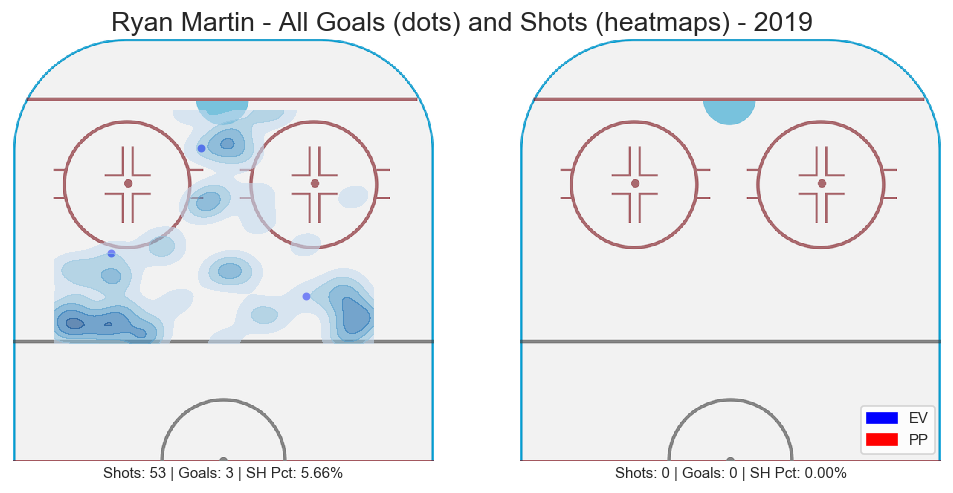 Ryan Martin - All Goals (dots) and Shots (heatmaps) - 2019
EV
PP
Shots: 53 | Goals: 3 | SH Pct: 5.66%
Shots: 0 | Goals: 0 | SH Pct: 0.00%